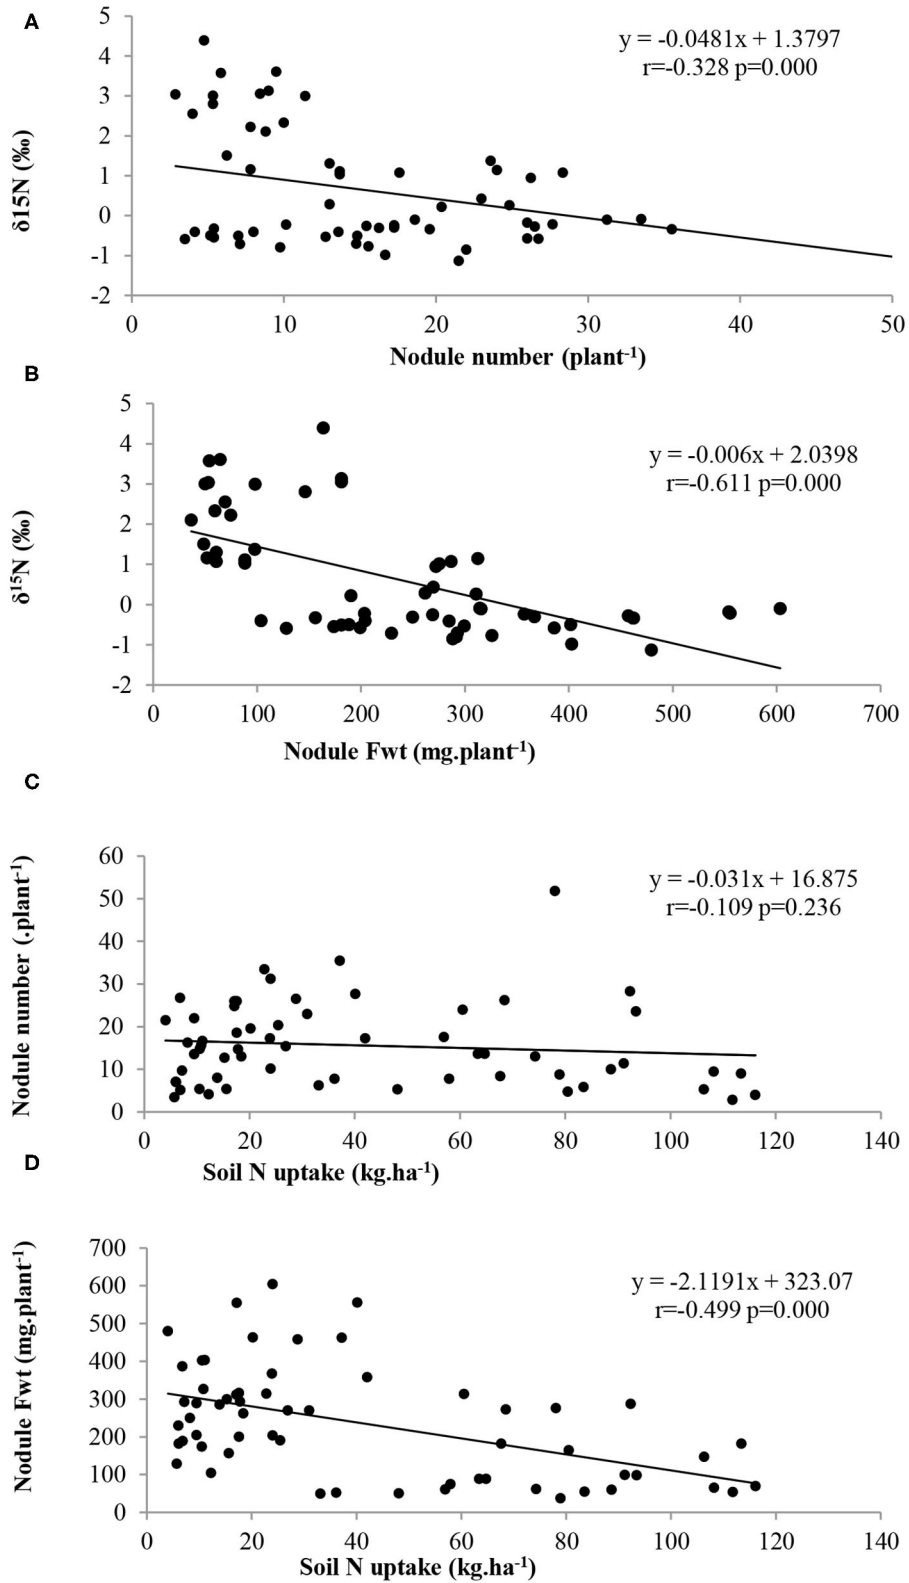 A
5
4
3
2
1
0
-1
-2
δ15N (‰)
y = -0.0481x + 1.3797
r=-0.328 p=0.000
0 10 20 30 40 50
Nodule number (plant⁻¹)
B
5
4
3
2
1
0
-1
-2
δ¹⁵N (‰)
y = -0.006x + 2.0398
r=-0.611 p=0.000
0 100 200 300 400 500 600 700
Nodule Fwt (mg.plant⁻¹)
C
60
50
40
30
20
10
0
Nodule number (.plant⁻¹)
y = -0.031x + 16.875
r=-0.109 p=0.236
0 20 40 60 80 100 120 140
Soil N uptake (kg.ha⁻¹)
D
700
600
500
400
300
200
100
0
Nodule Fwt (mg.plant⁻¹)
y = -2.1191x + 323.07
r=-0.499 p=0.000
0 20 40 60 80 100 120 140
Soil N uptake (kg.ha⁻¹)